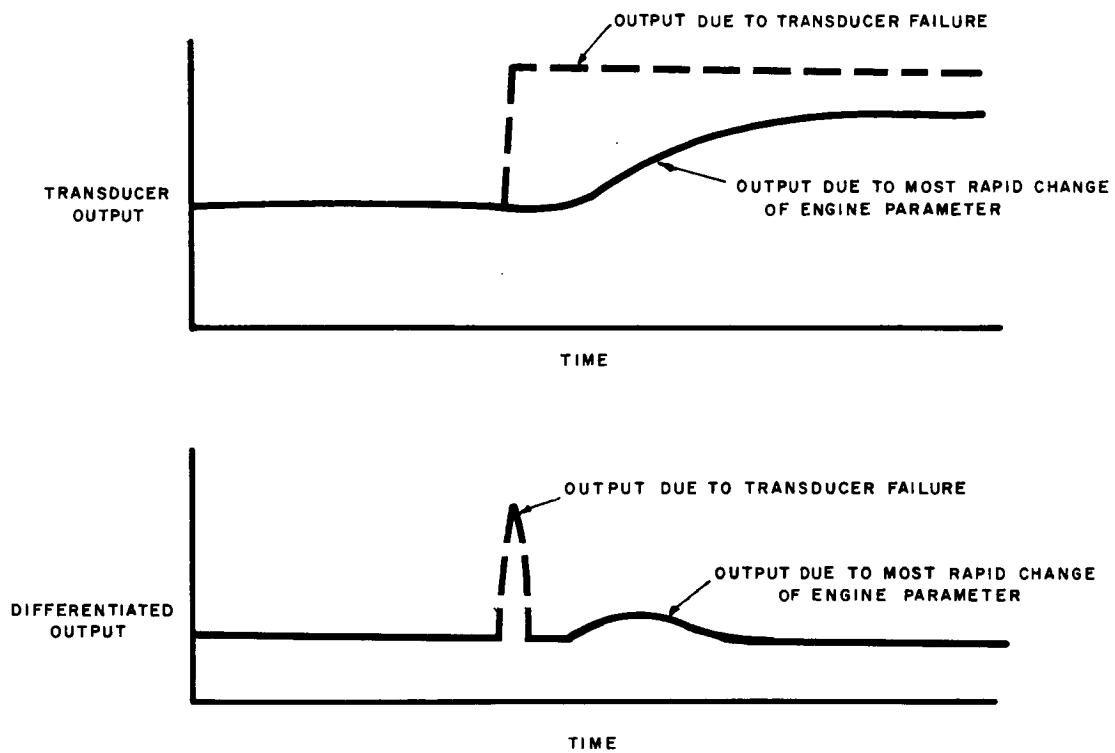 OUTPUT DUE TO TRANSDUCER FAILURE
TRANSDUCER
OUTPUT
OUTPUT DUE TO MOST RAPID CHANGE
OF ENGINE PARAMETER
TIME
OUTPUT DUE TO TRANSDUCER FAILURE
OUTPUT DUE TO MOST RAPID CHANGE
OF ENGINE PARAMETER
DIFFERENTIATED
OUTPUT
TIME